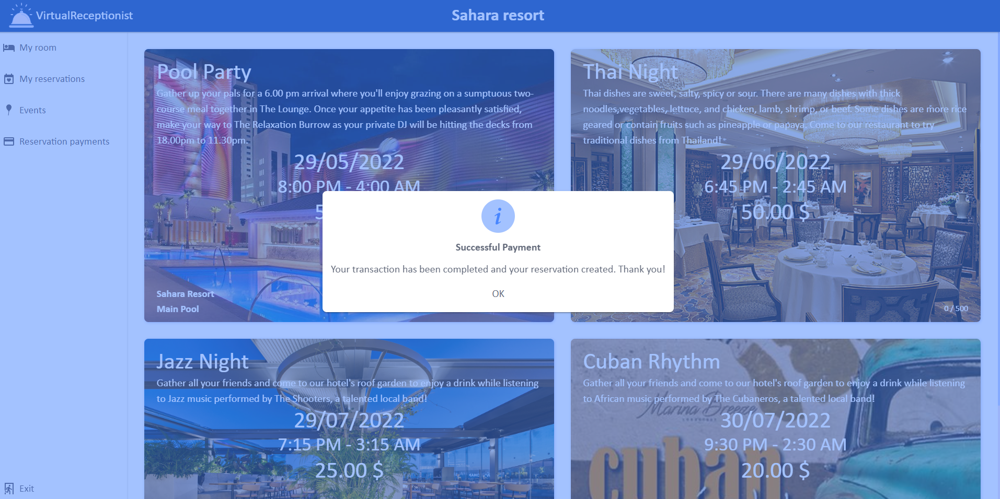 VirtualReceptionist
Sahara resort
My room
My reservations
Events
Reservation payments
Exit
Pool Party
Gather up your pals for a 6.00 pm arrival where you'll enjoy grazing on a sumptuous two-
course meal together in The Lounge. Once your appetite has been pleasantly satisfied,
make your way to The Relaxation Burrow as your private DJ will be hitting the decks from
18.00pm to 11.30pm.
29/05/2022
8:00 PM - 4:00 AM
5
Sahara Resort
Main Pool
Thai Night
Thai dishes are sweet, salty, spicy or sour. There are many dishes with thick
noodles,vegetables, lettuce, and chicken, lamb, shrimp, or beef. Some dishes are more rice
geared or contain fruits such as pineapple or papaya. Come to our restaurant to try
traditional dishes from Thailand!
29/06/2022
6:45 PM - 2:45 AM
50.00 $
0 / 500
i
Successful Payment
Your transaction has been completed and your reservation created. Thank you!
OK
Jazz Night
Gather all your friends and come to our hotel's roof garden to enjoy a drink while listening
to Jazz music performed by The Shooters, a talented local band!
29/07/2022
7:15 PM - 3:15 AM
25.00 $
Cuban Rhythm
Gather all your friends and come to our hotel's roof garden to enjoy a drink while listening
to African music performed by The Cubaneros, a talented local band!
Marina Breeze
30/07/2022
9:30 PM - 2:30 AM
cuban
20.00 $